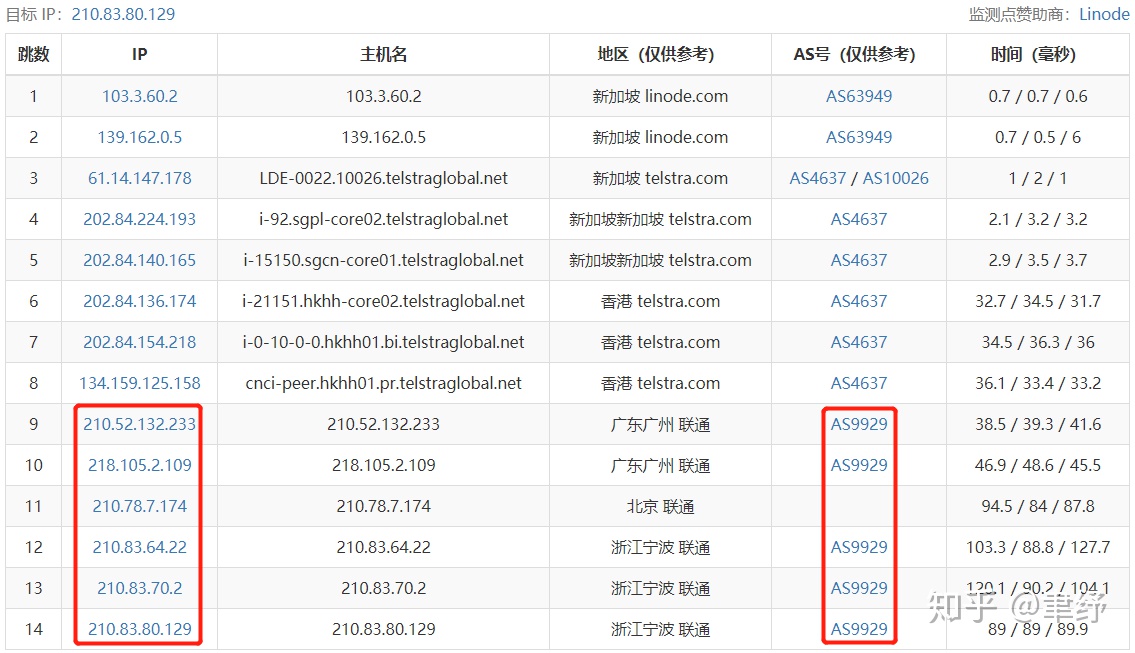 目标 IP：210.83.80.129 监测点赞助商：Linode
跳数 IP 主机名 地区（仅供参考） AS号（仅供参考） 时间（毫秒）
1 103.3.60.2 103.3.60.2 新加坡 linode.com AS63949 0.7 / 0.7 / 0.6
2 139.162.0.5 139.162.0.5 新加坡 linode.com AS63949 0.7 / 0.5 / 6
3 61.14.147.178 LDE-0022.10026.telstraglobal.net 新加坡 telstra.com AS4637 / AS10026 1 / 2 / 1
4 202.84.224.193 i-92.sgpl-core02.telstraglobal.net 新加坡新加坡 telstra.com AS4637 2.1 / 3.2 / 3.2
5 202.84.140.165 i-15150.sgcn-core01.telstraglobal.net 新加坡新加坡 telstra.com AS4637 2.9 / 3.5 / 3.7
6 202.84.136.174 i-21151.hkhh-core02.telstraglobal.net 香港 telstra.com AS4637 32.7 / 34.5 / 31.7
7 202.84.154.218 i-0-10-0-0.hkhh01.bi.telstraglobal.net 香港 telstra.com AS4637 34.5 / 36.3 / 36
8 134.159.125.158 cnci-peer.hkhh01.pr.telstraglobal.net 香港 telstra.com AS4637 36.1 / 33.4 / 33.2
9 210.52.132.233 210.52.132.233 广东广州 联通 AS9929 38.5 / 39.3 / 41.6
10 218.105.2.109 218.105.2.109 广东广州 联通 AS9929 46.9 / 48.6 / 45.5
11 210.78.7.174 210.78.7.174 北京 联通 94.5 / 84 / 87.8
12 210.83.64.22 210.83.64.22 浙江宁波 联通 AS9929 103.3 / 88.8 / 127.7
13 210.83.70.2 210.83.70.2 浙江宁波 联通 AS9929 120.1 / 90.2 / 104.1
14 210.83.80.129 210.83.80.129 浙江宁波 联通 AS9929 89 / 89 / 89.9
知乎 @聿纾